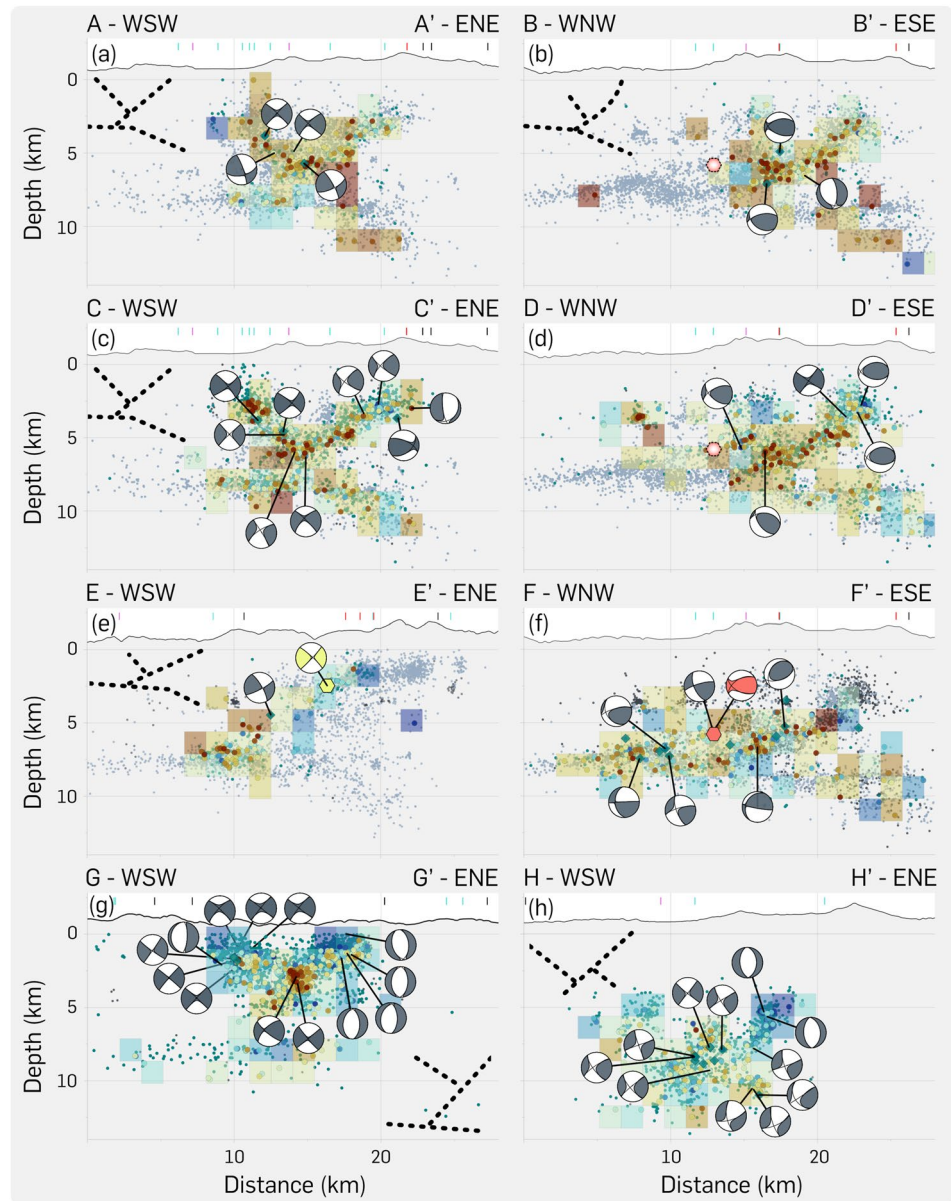 A - WSW A' - ENE B - WNW B' - ESE
(a) (b)
0
5
10
Depth (km)
C - WSW C' - ENE D - WNW D' - ESE
(c) (d)
0
5
10
Depth (km)
E - WSW E' - ENE F - WNW F' - ESE
(e) (f)
0
5
10
Depth (km)
G - WSW G' - ENE H - WSW H' - ENE
(g) (h)
0
5
10
Depth (km)
10 20 10 20
Distance (km) Distance (km)